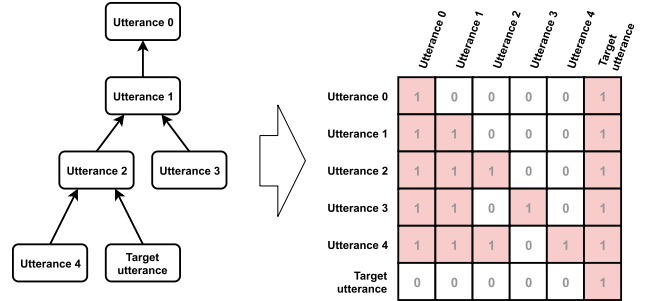 Utterance 0
Utterance 1
Utterance 2
Utterance 3
Utterance 4
Target
utterance
Utterance 0
Utterance 1
Utterance 2
Utterance 3
Utterance 4
Target
utterance
Utterance 0 1 0 0 0 0 1
Utterance 1 1 1 0 0 0 1
Utterance 2 1 1 1 0 0 1
Utterance 3 1 1 0 1 0 1
Utterance 4 1 1 1 0 1 1
Target
utterance 0 0 0 0 0 1